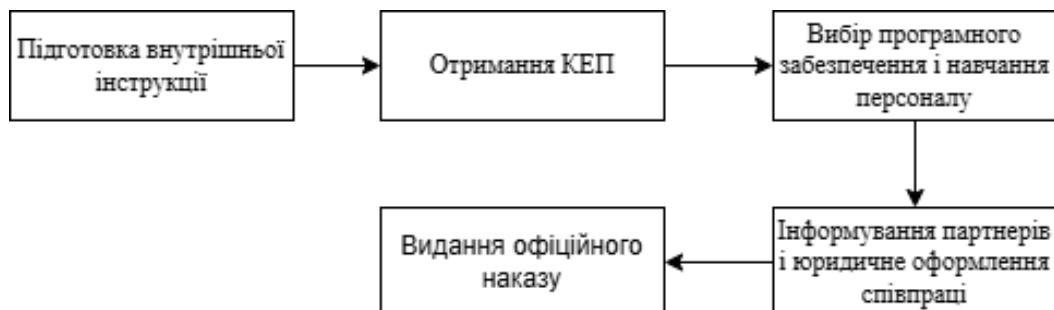 Підготовка внутрішньої
інструкції
Отримання КЕП
Вибір програмного
забезпечення і навчання
персоналу
Інформування партнерів
і юридичне оформлення
співпраці
Видання офіційного
наказу